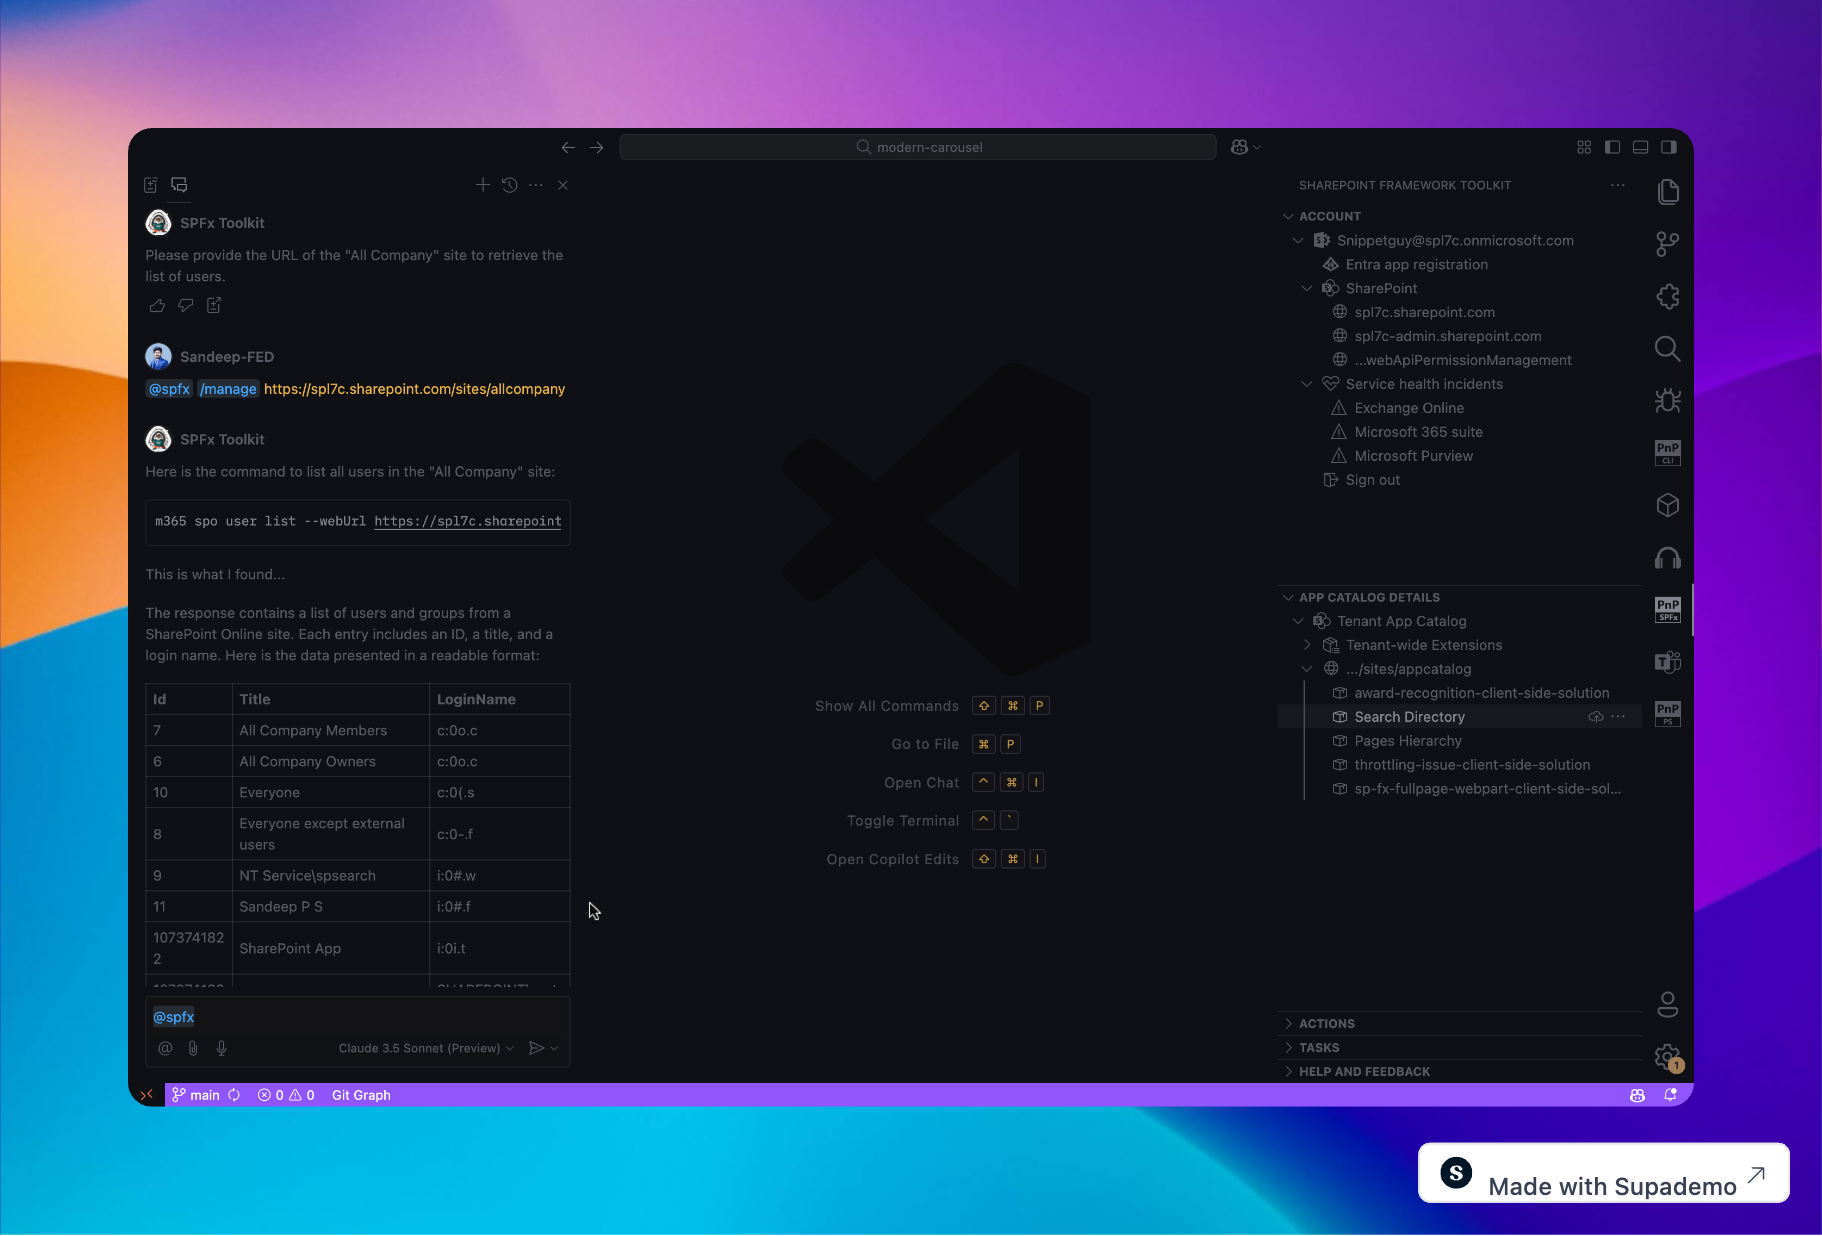 modern-carousel
SPFx Toolkit
Please provide the URL of the "All Company" site to retrieve the
list of users.
Sandeep-FED
@spfx /manage https://spl7c.sharepoint.com/sites/allcompany
SPFx Toolkit
Here is the command to list all users in the "All Company" site:
m365 spo user list --webUrl https://spl7c.sharepoint
This is what I found...
The response contains a list of users and groups from a
SharePoint Online site. Each entry includes an ID, a title, and a
login name. Here is the data presented in a readable format:
Id Title LoginName
7 All Company Members c:0o.c
6 All Company Owners c:0o.c
10 Everyone c:0(.s
8 Everyone except external
users c:0-.f
9 NT Service\spsearch i:0#.w
11 Sandeep P S i:0#.f
107374182
2 SharePoint App i:0i.t
@spfx
Claude 3.5 Sonnet (Preview)
Show All Commands ⇧ ⌘ P
Go to File ⌘ P
Open Chat ^ ⌘ I
Toggle Terminal ^ `
Open Copilot Edits ⇧ ⌘ I
SHAREPOINT FRAMEWORK TOOLKIT
ACCOUNT
Snippetguy@spl7c.onmicrosoft.com
Entra app registration
SharePoint
spl7c.sharepoint.com
spl7c-admin.sharepoint.com
...webApiPermissionManagement
Service health incidents
Exchange Online
Microsoft 365 suite
Microsoft Purview
Sign out
APP CATALOG DETAILS
Tenant App Catalog
Tenant-wide Extensions
.../sites/appcatalog
award-recognition-client-side-solution
Search Directory
Pages Hierarchy
throttling-issue-client-side-solution
sp-fx-fullpage-webpart-client-side-sol...
ACTIONS
TASKS
HELP AND FEEDBACK
PnP
CLI
PnP
SPFx
PnP
PS
1
main 0 0 Git Graph
S Made with Supademo